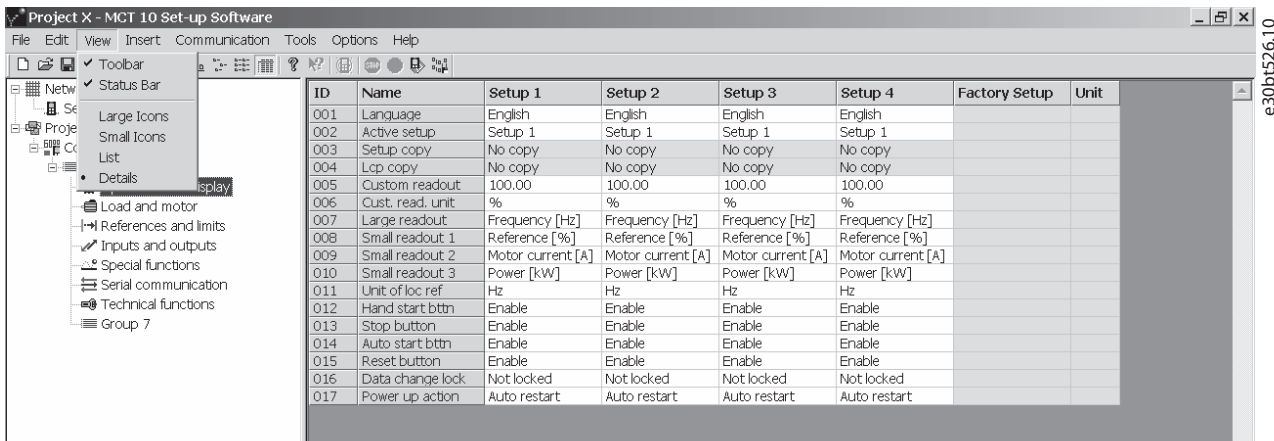 Project X - MCT 10 Set-up Software
File Edit View Insert Communication Tools Options Help
Toolbar
Status Bar
Large Icons
Small Icons
List
Details
Netw
Se
Proje
Co
isplay
Load and motor
References and limits
Inputs and outputs
Special functions
Serial communication
Technical functions
Group 7
ID Name Setup 1 Setup 2 Setup 3 Setup 4 Factory Setup Unit
001 Language English English English English
002 Active setup Setup 1 Setup 1 Setup 1 Setup 1
003 Setup copy No copy No copy No copy No copy
004 Lcp copy No copy No copy No copy No copy
005 Custom readout 100.00 100.00 100.00 100.00
006 Cust. read. unit % % % %
007 Large readout Frequency [Hz] Frequency [Hz] Frequency [Hz] Frequency [Hz]
008 Small readout 1 Reference [%] Reference [%] Reference [%] Reference [%]
009 Small readout 2 Motor current [A] Motor current [A] Motor current [A] Motor current [A]
010 Small readout 3 Power [kW] Power [kW] Power [kW] Power [kW]
011 Unit of loc ref Hz Hz Hz Hz
012 Hand start bttn Enable Enable Enable Enable
013 Stop button Enable Enable Enable Enable
014 Auto start bttn Enable Enable Enable Enable
015 Reset button Enable Enable Enable Enable
016 Data change lock Not locked Not locked Not locked Not locked
017 Power up action Auto restart Auto restart Auto restart Auto restart
e30bt526.10